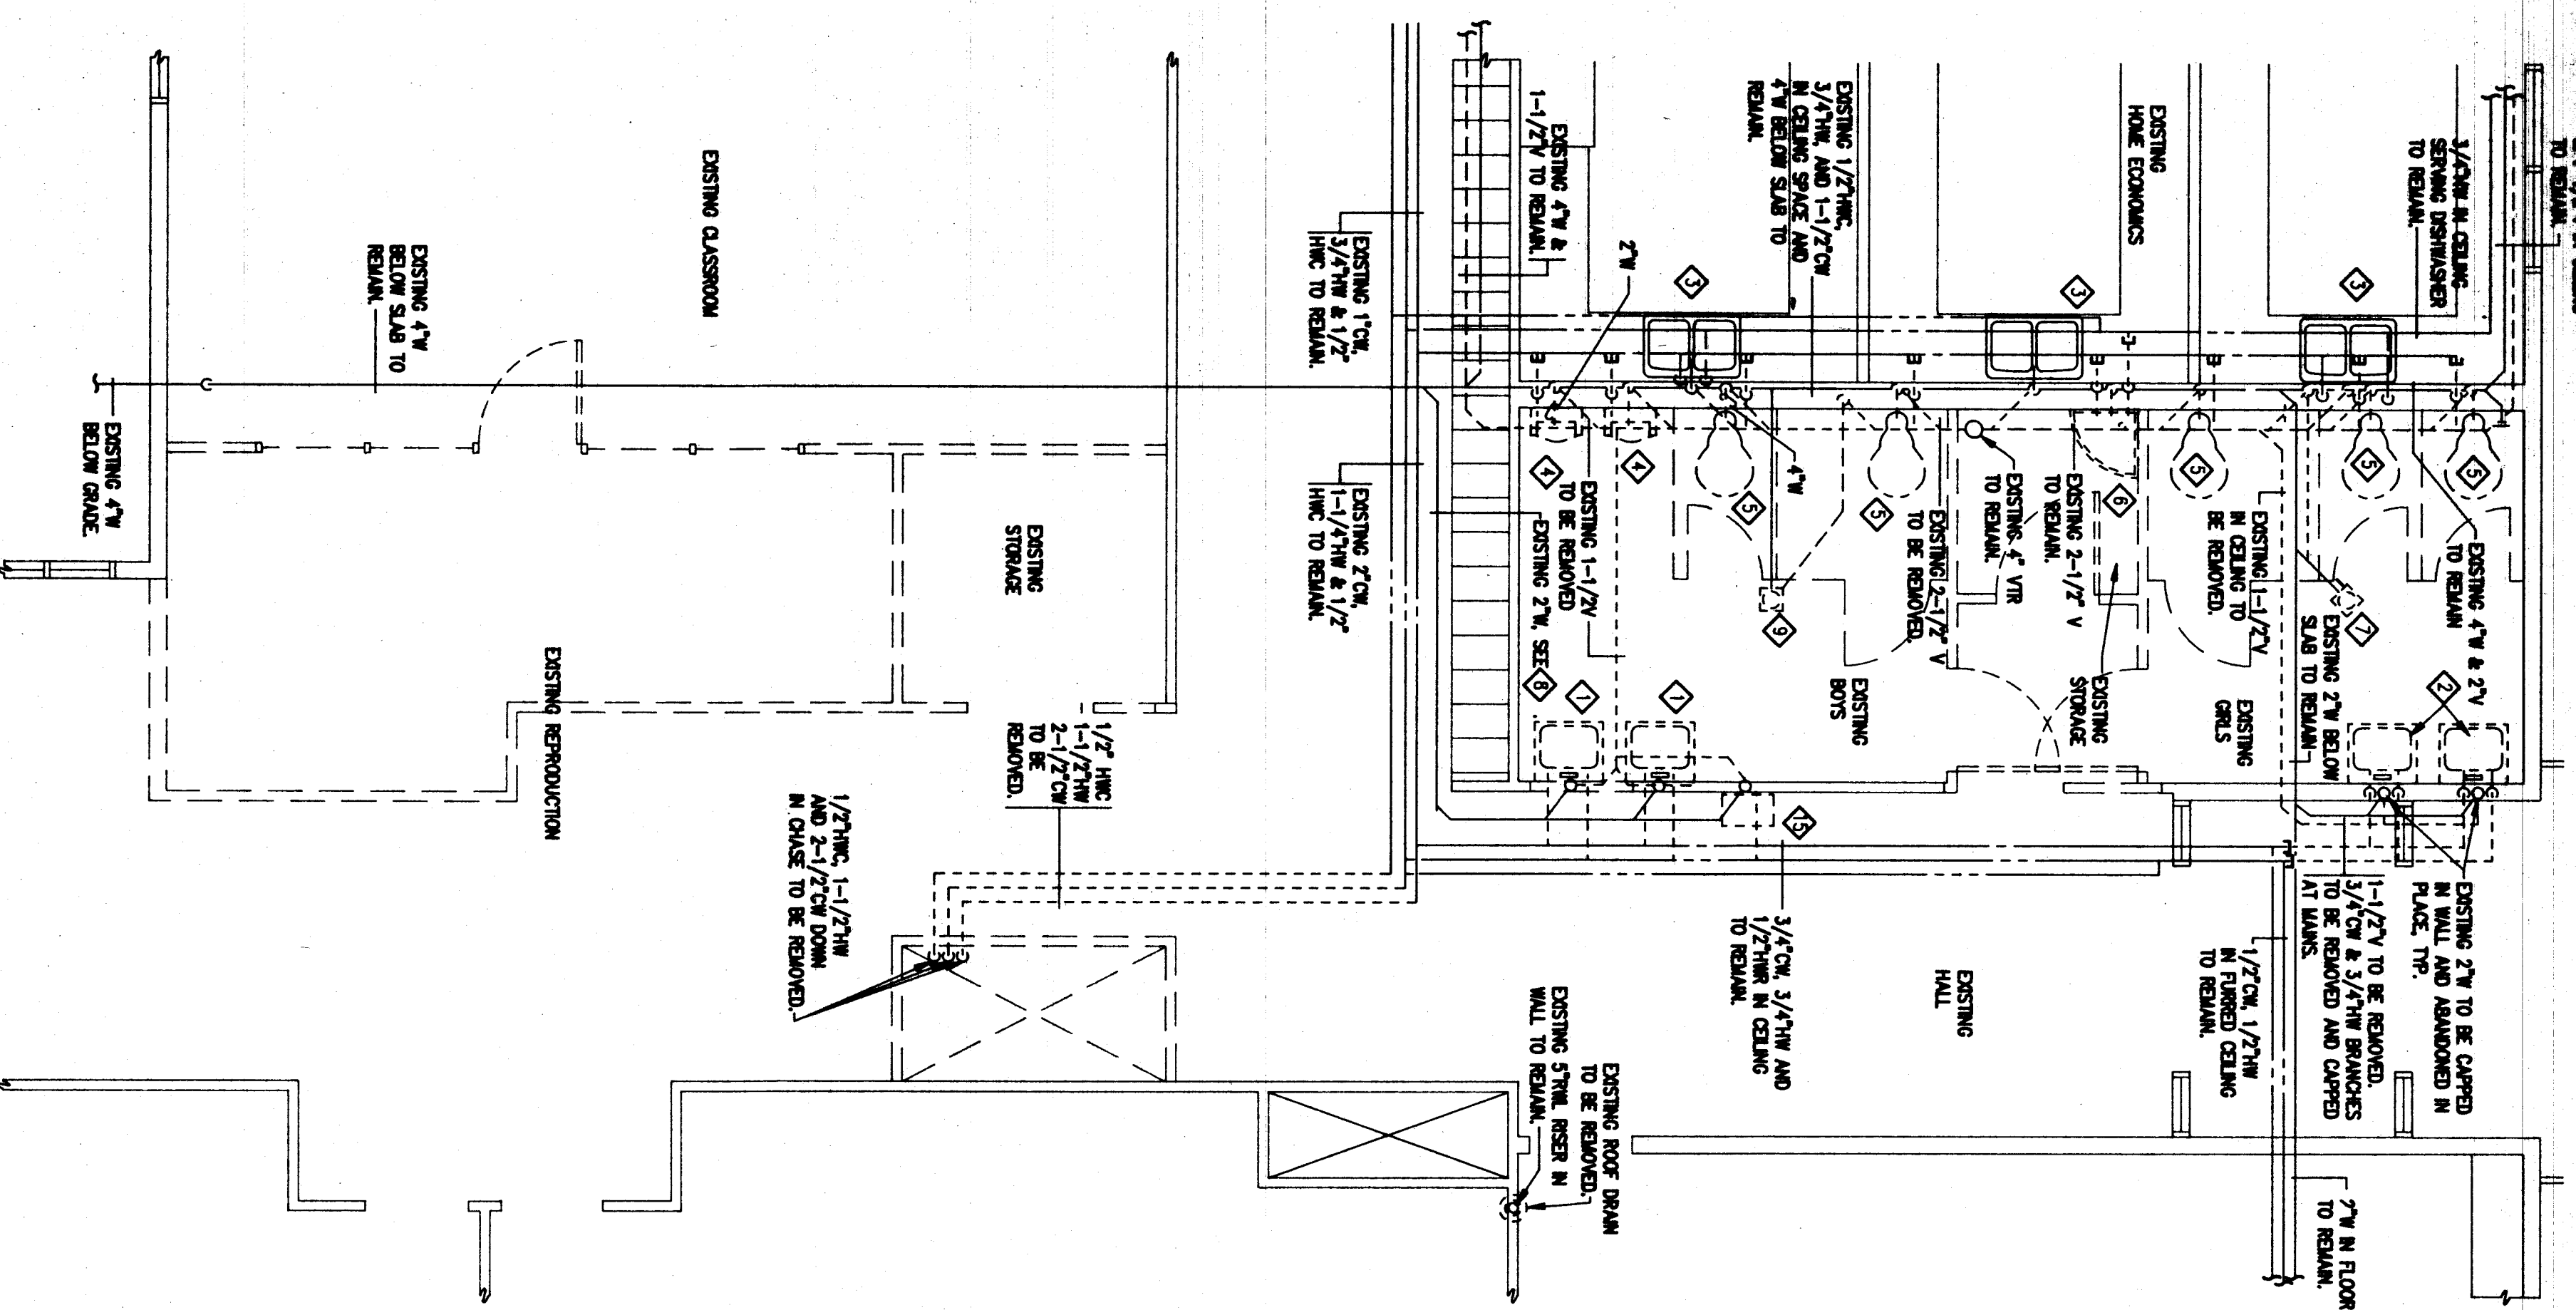 TO REMAIN.
3/4"HW IN CEILING
SERVING DISHWASHER
TO REMAIN.
EXISTING
HOME ECONOMICS
EXISTING 1/2"HWC,
3/4"HW, AND 1-1/2"CW
IN CEILING SPACE AND
4"W BELOW SLAB TO
REMAIN.
EXISTING 4"W &
1-1/2"V TO REMAIN.
2"W
EXISTING 1"CW,
3/4"HW & 1/2"
HWC TO REMAIN.
EXISTING CLASSROOM
EXISTING 4"W
BELOW SLAB TO
REMAIN.
EXISTING 4"W
BELOW GRADE.
3
3
3
5
5
5
5
5
4
4
6
EXISTING 4"W & 2"V
TO REMAIN
EXISTING 1-1/2"V
IN CEILING TO
BE REMOVED.
EXISTING 2-1/2" V
TO REMAIN.
EXISTING 4" VTR
TO REMAIN.
EXISTING 2-1/2" V
TO BE REMOVED.
4"W
EXISTING 1-1/2V
TO BE REMOVED
EXISTING 2"W, SEE 8
EXISTING 2"CW,
1-1/4"HW & 1/2"
HWC TO REMAIN.
EXISTING
STORAGE
7
9
2
1
1
15
EXISTING 2"W BELOW
SLAB TO REMAIN
EXISTING
GIRLS
EXISTING
STORAGE
EXISTING
BOYS
EXISTING REPRODUCTION
1/2" HWC
1-1/2"HW
2-1/2"CW
TO BE
REMOVED.
1/2"HWC, 1-1/2"HW
AND 2-1/2"CW DOWN
IN CHASE TO BE REMOVED.
EXISTING 2"W TO BE CAPPED
IN WALL AND ABANDONED IN
PLACE, TYP.
1-1/2"V TO BE REMOVED.
3/4"CW & 3/4"HW BRANCHES
TO BE REMOVED AND CAPPED
AT MAINS.
1/2"CW, 1/2"HW
IN FURRED CEILING
TO REMAIN.
3/4"CW, 3/4"HW AND
1/2"HWR IN CEILING
TO REMAIN.
EXISTING
HALL
EXISTING ROOF DRAIN
TO BE REMOVED.
EXISTING 5"RWL RISER IN
WALL TO REMAIN.
2"W IN FLOOR
TO REMAIN.